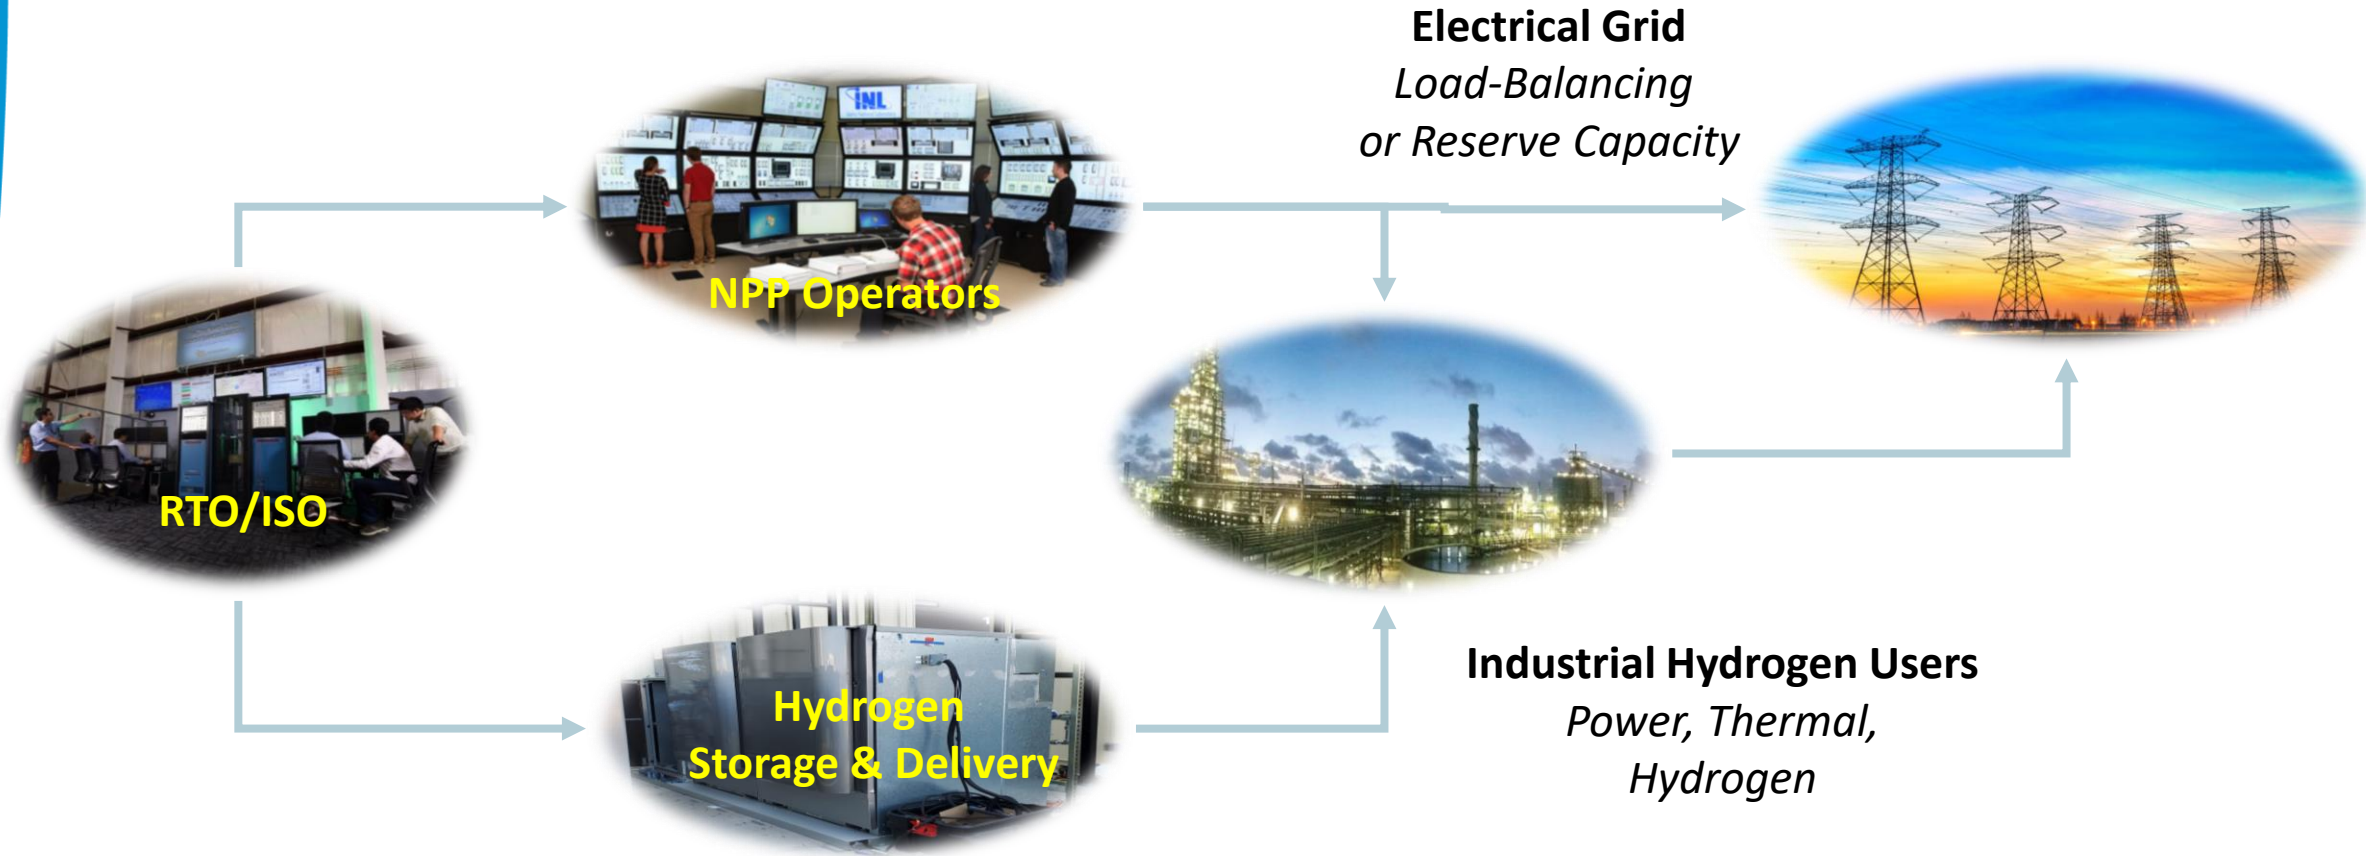 Electrical Grid
Load-Balancing
or Reserve Capacity
INL
NPP Operators
RTO/ISO
Hydrogen
Storage & Delivery
Industrial Hydrogen Users
Power, Thermal,
Hydrogen